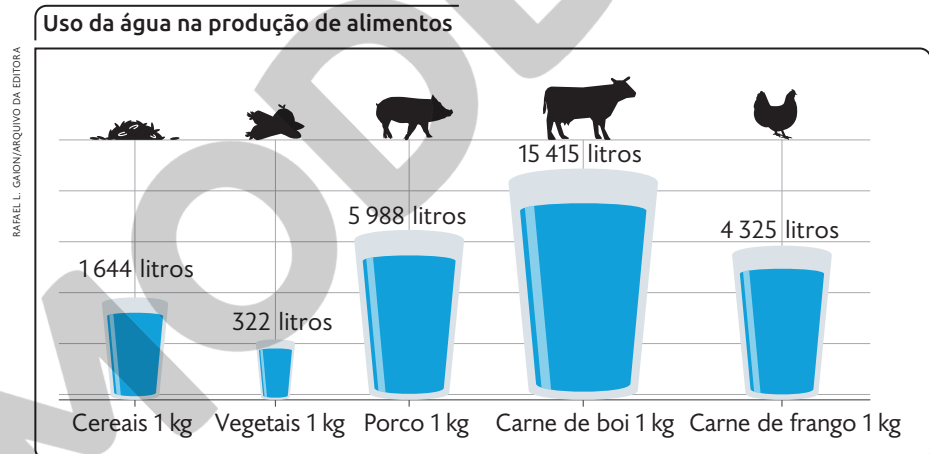 Uso da água na produção de alimentos
RAFAEL L. GAION/ARQUIVO DA EDITORA
15 415 litros
5 988 litros
4 325 litros
1 644 litros
322 litros
Cereais 1 kg Vegetais 1 kg Porco 1 kg Carne de boi 1 kg Carne de frango 1 kg
MODE